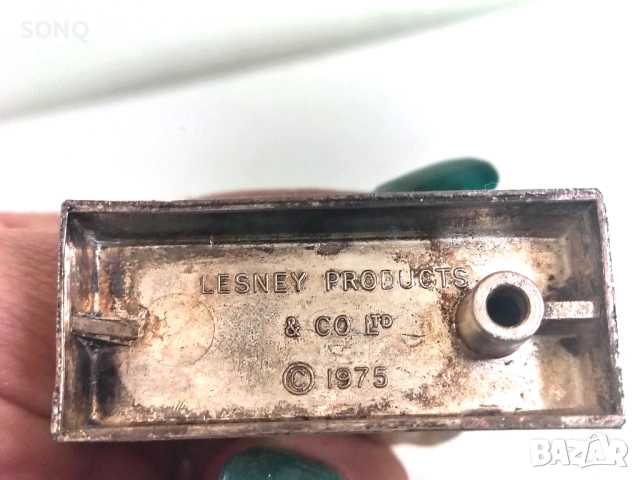 SONQ
LESNEY PRODUCTS
& CO. LTD
© 1975
BAZAR